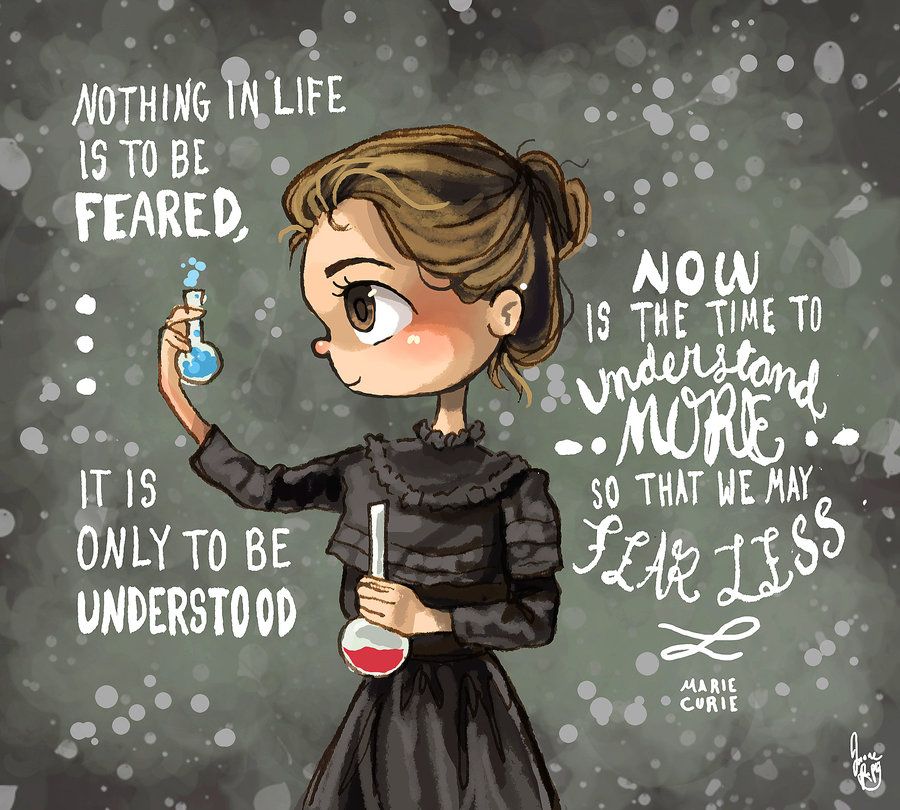 NOTHING IN LIFE
IS TO BE
FEARED,
IT IS
ONLY TO BE
UNDERSTOOD
NOW
IS THE TIME TO
understand
MORE
SO THAT WE MAY
FEAR LESS
MARIE
CURIE